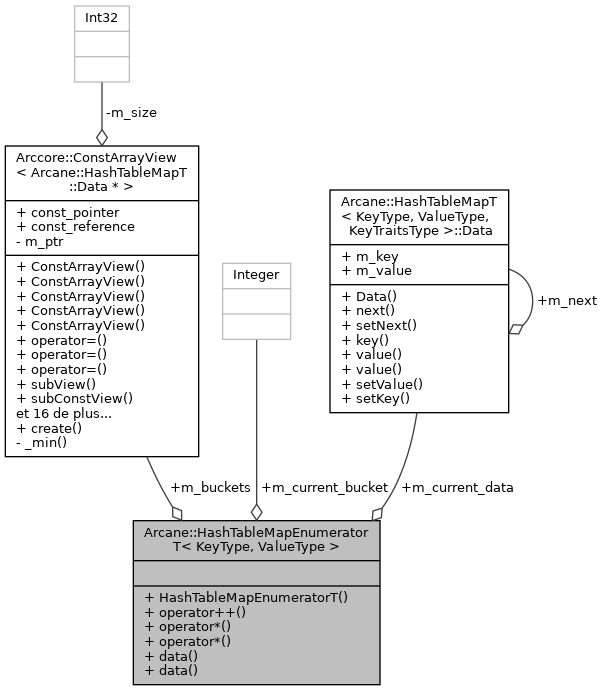 Int32
-m_size
Arccore::ConstArrayView
< Arcane::HashTableMapT
::Data * >
+ const_pointer
+ const_reference
- m_ptr
+ ConstArrayView()
+ ConstArrayView()
+ ConstArrayView()
+ ConstArrayView()
+ ConstArrayView()
+ operator=()
+ operator=()
+ operator=()
+ subView()
+ subConstView()
et 16 de plus...
+ create()
- _min()
Integer
Arcane::HashTableMapT
< KeyType, ValueType,
KeyTraitsType >::Data
+ m_key
+ m_value
+ Data()
+ next()
+ setNext()
+ key()
+ value()
+ value()
+ setValue()
+ setKey()
+m_next
+m_buckets
+m_current_bucket
+m_current_data
Arcane::HashTableMapEnumerator
T< KeyType, ValueType >
+ HashTableMapEnumeratorT()
+ operator++()
+ operator*()
+ operator*()
+ data()
+ data()